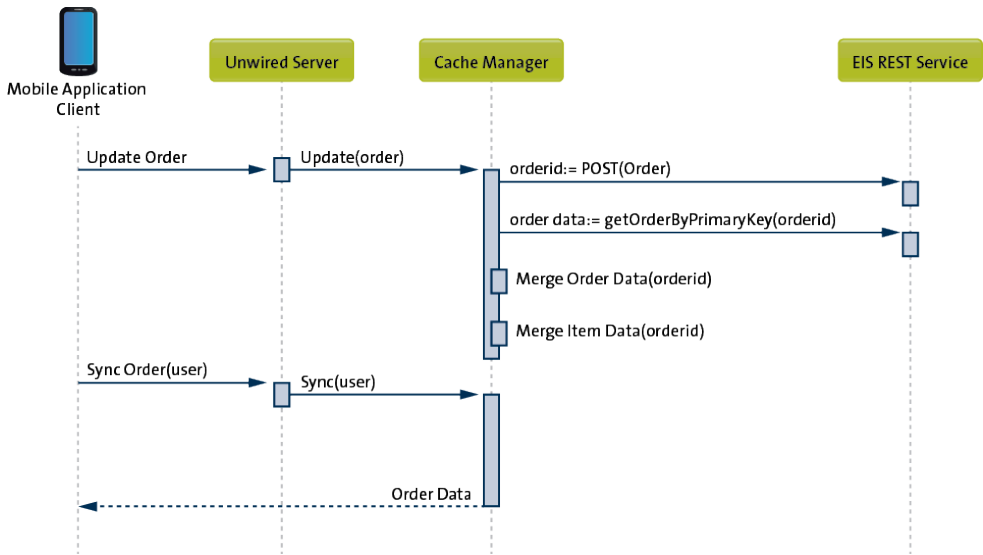 Mobile Application
Client
Unwired Server
Cache Manager
EIS REST Service
Update Order
Update(order)
orderid:= POST(Order)
order data:= getOrderByPrimaryKey(orderid)
Merge Order Data(orderid)
Merge Item Data(orderid)
Sync Order(user)
Sync(user)
Order Data